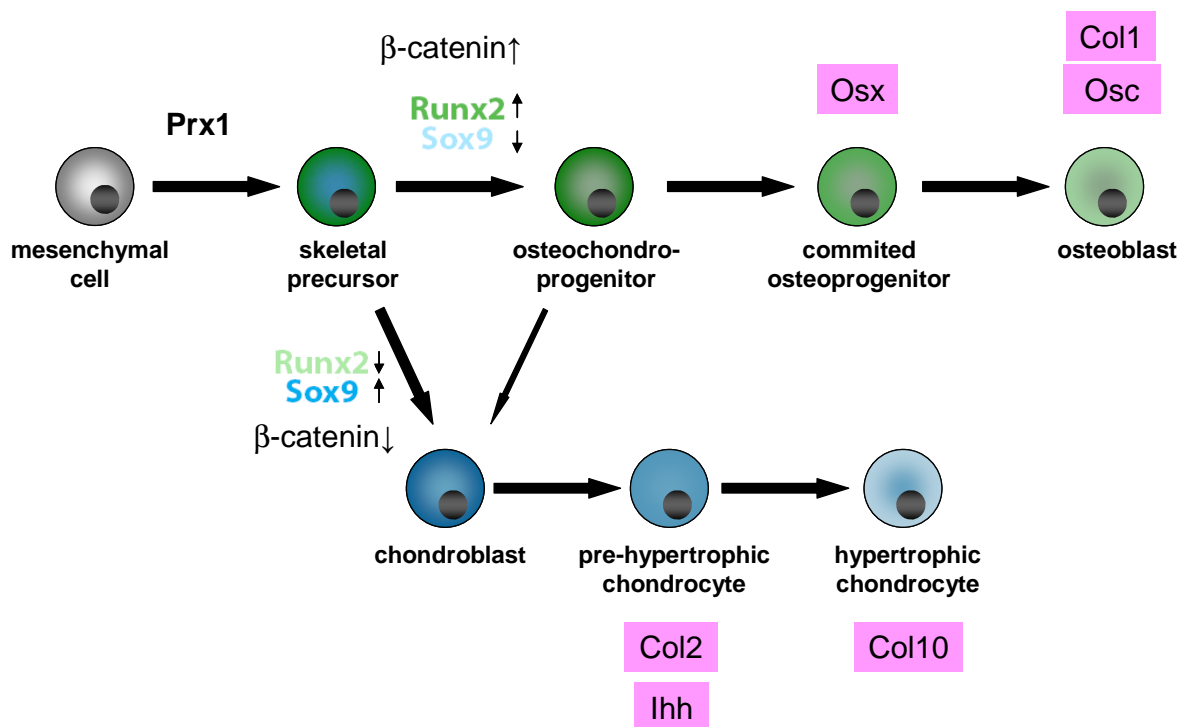 β-catenin↑
Runx2↑
Sox9↓
Prx1
Osx
Col1
Osc
mesenchymal
cell
skeletal
precursor
osteochondro-
progenitor
commited
osteoprogenitor
osteoblast
Runx2↓
Sox9↑
β-catenin↓
chondroblast
pre-hypertrophic
chondrocyte
hypertrophic
chondrocyte
Col2
Ihh
Col10